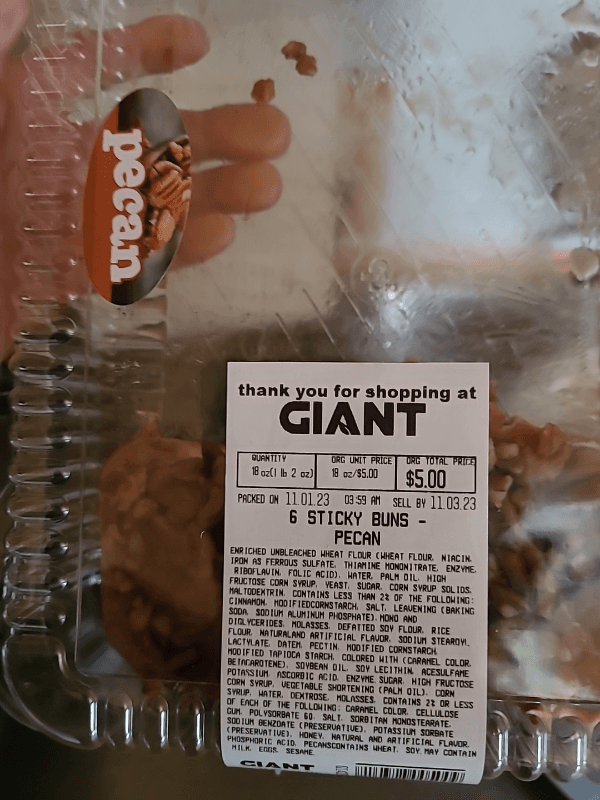 pecan
thank you for shopping at
GIANT
QUANTITY ORG UNIT PRICE ORG TOTAL PRICE
18 oz(1 lb 2 oz) 18 oz/$5.00 $5.00
PACKED ON 11.01.23 03:59 AM SELL BY 11.03.23
6 STICKY BUNS -
PECAN
ENRICHED UNBLEACHED WHEAT FLOUR (WHEAT FLOUR, NIACIN,
IRON AS FERROUS SULFATE, THIAMINE MONONITRATE, ENZYME,
RIBOFLAVIN, FOLIC ACID), WATER, PALM OIL, HIGH
FRUCTOSE CORN SYRUP, YEAST, SUGAR, CORN SYRUP SOLIDS,
MALTODEXTRIN, CONTAINS LESS THAN 2% OF THE FOLLOWING:
CINNAMON, MODIFIEDCORNSTARCH, SALT, LEAVENING (BAKING
SODA, SODIUM ALUMINUM PHOSPHATE), MONO AND
DIGLYCERIDES, MOLASSES, DEFATTED SOY FLOUR, RICE
FLOUR, NATURALAND ARTIFICIAL FLAVOR, SODIUM STEAROYL
LACTYLATE, DATEM, PECTIN, MODIFIED CORNSTARCH,
MODIFIED TAPIOCA STARCH, COLORED WITH (CARAMEL COLOR,
BETACAROTENE), SOYBEAN OIL, SOY LECITHIN, ACESULFAME
POTASSIUM, ASCORBIC ACID, ENZYME SUGAR, HIGH FRUCTOSE
CORN SYRUP, VEGETABLE SHORTENING (PALM OIL), CORN
SYRUP, WATER, DEXTROSE, MOLASSES, CONTAINS 2% OR LESS
OF EACH OF THE FOLLOWING: CARAMEL COLOR, CELLULOSE
GUM, POLYSORBATE 60, SALT, SORBITAN MONOSTEARATE,
SODIUM BENZOATE (PRESERVATIVE), POTASSIUM SORBATE
(PRESERVATIVE), HONEY, NATURAL AND ARTIFICIAL FLAVOR,
PHOSPHORIC ACID, PECANSCONTAINS WHEAT, SOY, MAY CONTAIN
MILK, EGGS, SESAME.
GIANT